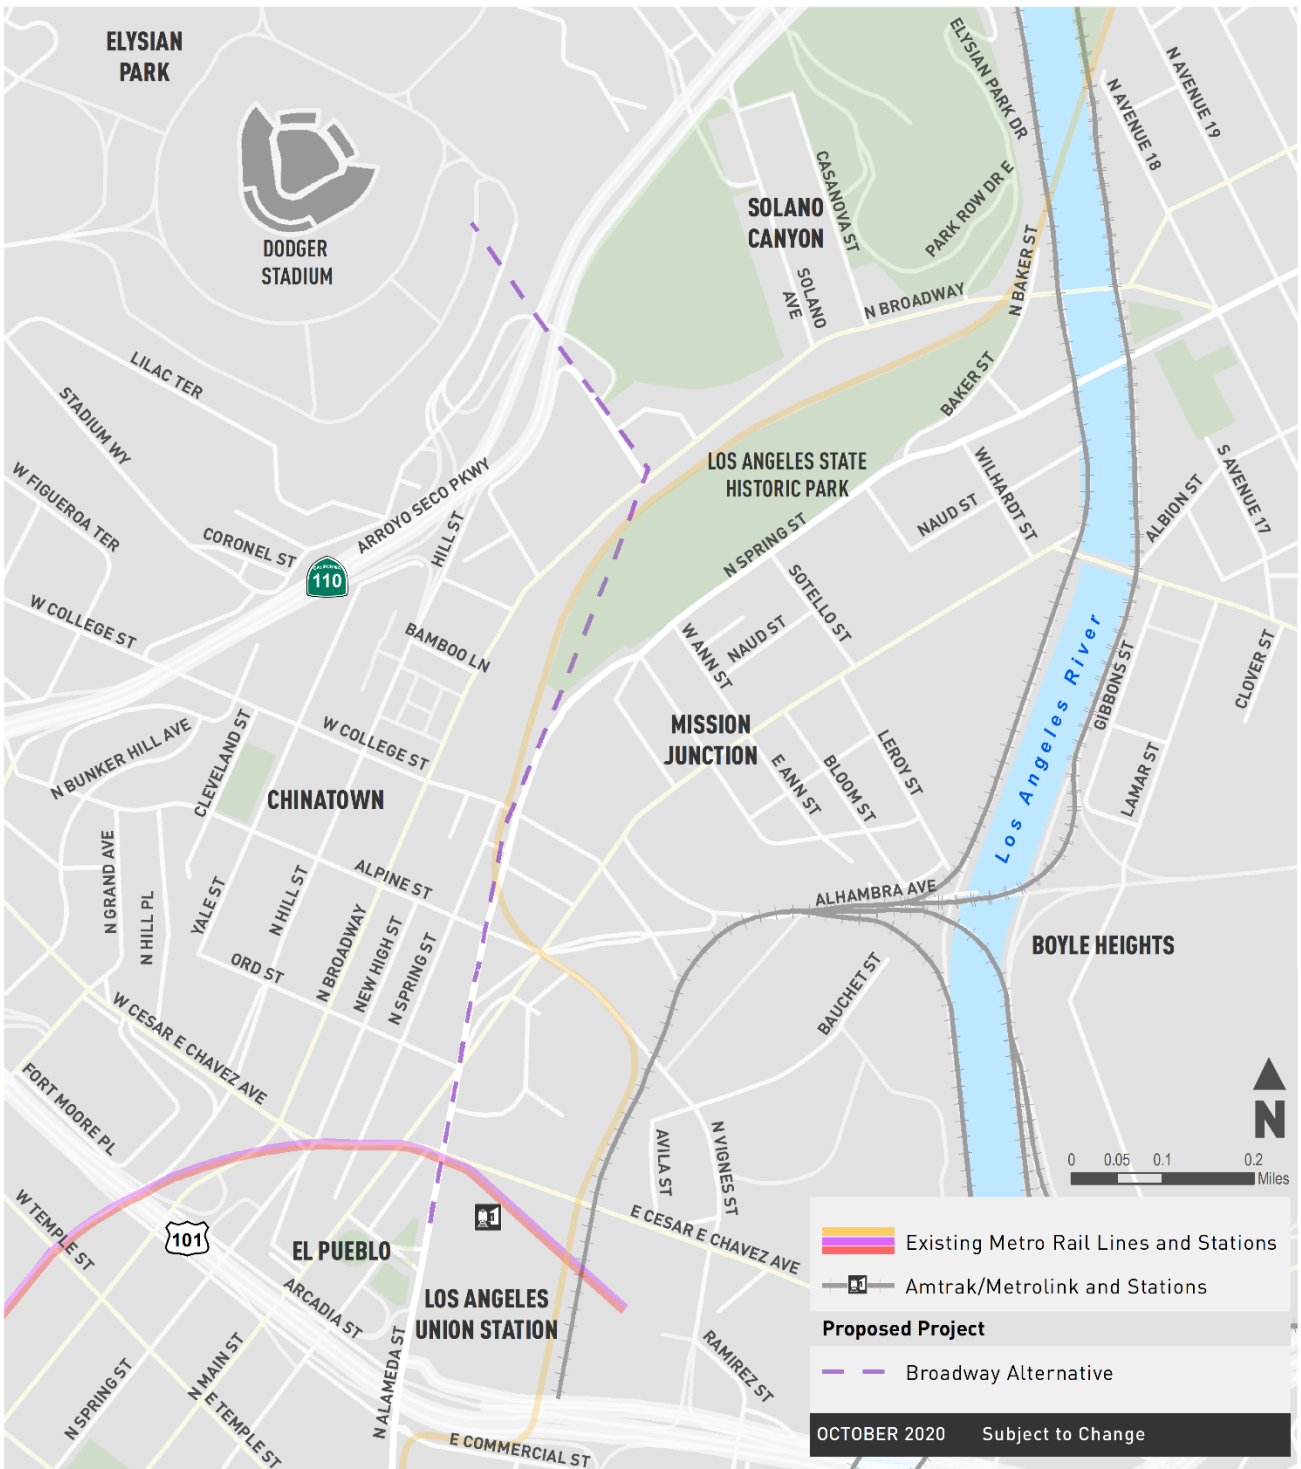 ELYSIAN
PARK
DODGER
STADIUM
ELYSIAN PARK DR
N AVENUE 19
N AVENUE 18
CASANOVA ST
SOLANO
CANYON
PARK ROW DR E
SOLANO
AVE
N BROADWAY
N BAKER ST
LILAC TER
STADIUM WY
BAKER ST
W FIGUEROA TER
ARROYO SECO PKWY
LOS ANGELES STATE
HISTORIC PARK
WILHARDT ST
S AVENUE 17
ALBION ST
NAUD ST
CORONEL ST
HILL ST
N SPRING ST
CALIFORNIA
110
SOTELLO ST
W COLLEGE ST
BAMBOO LN
W ANN ST
NAUD ST
Los Angeles River
GIBBONS ST
CLOVER ST
N BUNKER HILL AVE
CLEVELAND ST
W COLLEGE ST
MISSION
JUNCTION
E ANN ST
BLOOM ST
LEROY ST
LAMAR ST
CHINATOWN
N GRAND AVE
N HILL PL
YALE ST
N HILL ST
ALPINE ST
ALHAMBRA AVE
BOYLE HEIGHTS
ORD ST
N BROADWAY
NEW HIGH ST
N SPRING ST
BAUCHET ST
W CESAR E CHAVEZ AVE
FORT MOORE PL
AVILA ST
N VIGNES ST
N
0 0.05 0.1 0.2
Miles
W TEMPLE ST
101
EL PUEBLO
E CESAR E CHAVEZ AVE
ARCADIA ST
LOS ANGELES
UNION STATION
N ALAMEDA ST
RAMIREZ ST
N SPRING ST
N MAIN ST
E TEMPLE ST
E COMMERCIAL ST
Existing Metro Rail Lines and Stations
Amtrak/Metrolink and Stations
Proposed Project
Broadway Alternative
OCTOBER 2020 Subject to Change